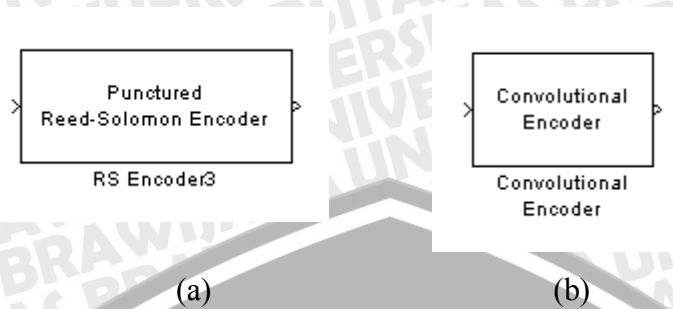 Punctured
Reed-Solomon Encoder
RS Encoder3
Convolutional
Encoder
Convolutional
Encoder
(a)
(b)